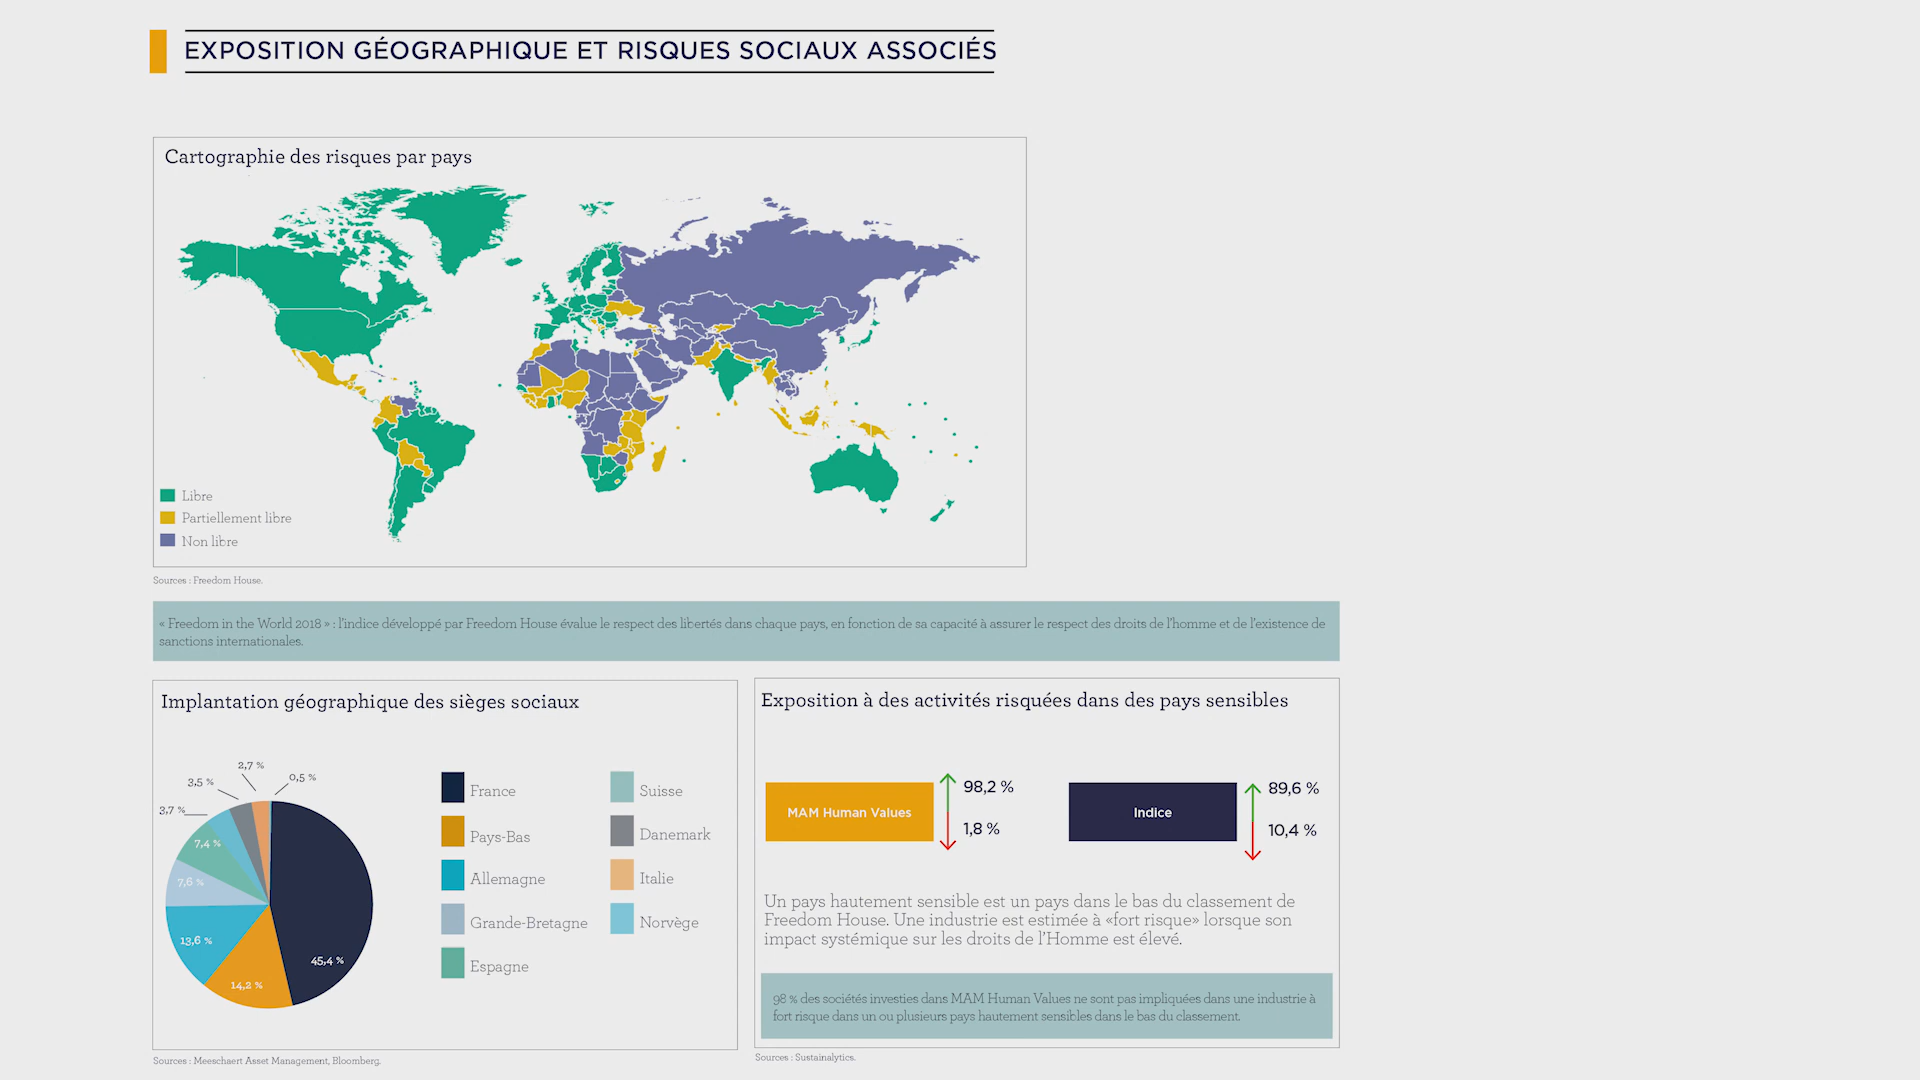 EXPOSITION GÉOGRAPHIQUE ET RISQUES SOCIAUX ASSOCIÉS
Cartographie des risques par pays
Libre
Partiellement libre
Non libre
Sources : Freedom House.
« Freedom in the World 2018 » : l'indice développé par Freedom House évalue le respect des libertés dans chaque pays, en fonction de sa capacité à assurer le respect des droits de l'homme et de l'existence de
sanctions internationales.
Implantation géographique des sièges sociaux
2,7 %
0,5 %
3,5 %
3,7 %
7,4 %
7,6 %
13,6 %
14,2 %
45,4 %
France
Pays-Bas
Allemagne
Grande-Bretagne
Espagne
Suisse
Danemark
Italie
Norvège
Sources : Meeschaert Asset Management, Bloomberg.
Exposition à des activités risquées dans des pays sensibles
MAM Human Values
98,2 %
1,8 %
Indice
89,6 %
10,4 %
Un pays hautement sensible est un pays dans le bas du classement de
Freedom House. Une industrie est estimée à «fort risque» lorsque son
impact systémique sur les droits de l'Homme est élevé.
98 % des sociétés investies dans MAM Human Values ne sont pas impliquées dans une industrie à
fort risque dans un ou plusieurs pays hautement sensibles dans le bas du classement.
Sources : Sustainalytics.